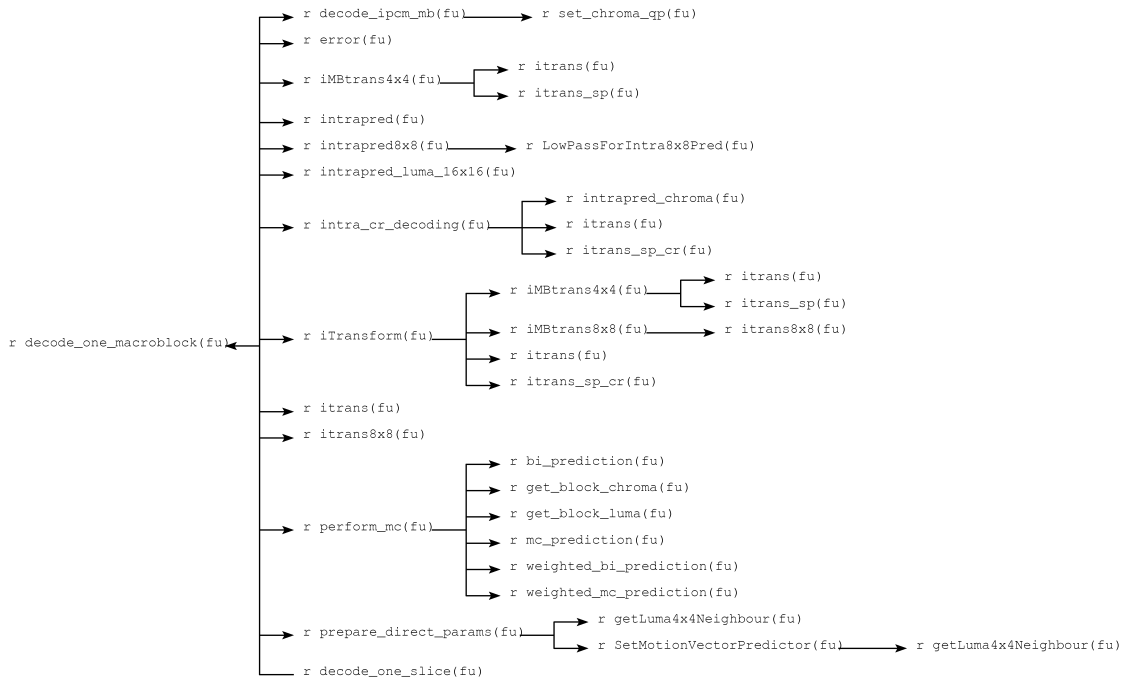 r decode_ipcm_mb(fu) r set_chroma_qp(fu)
r error(fu)
r itrans(fu)
r iMBtrans4x4(fu)
r itrans_sp(fu)
r intrapred(fu)
r intrapred8x8(fu) r LowPassForIntra8x8Pred(fu)
r intrapred_luma_16x16(fu)
r intrapred_chroma(fu)
r intra_cr_decoding(fu) r itrans(fu)
r itrans_sp_cr(fu)
r itrans(fu)
r iMBtrans4x4(fu)
r itrans_sp(fu)
r iMBtrans8x8(fu) r itrans8x8(fu)
r iTransform(fu)
r decode_one_macroblock(fu)
r itrans(fu)
r itrans_sp_cr(fu)
r itrans(fu)
r itrans8x8(fu)
r bi_prediction(fu)
r get_block_chroma(fu)
r get_block_luma(fu)
r perform_mc(fu)
r mc_prediction(fu)
r weighted_bi_prediction(fu)
r weighted_mc_prediction(fu)
r getLuma4x4Neighbour(fu)
r prepare_direct_params(fu)
r SetMotionVectorPredictor(fu) r getLuma4x4Neighbour(fu)
r decode_one_slice(fu)